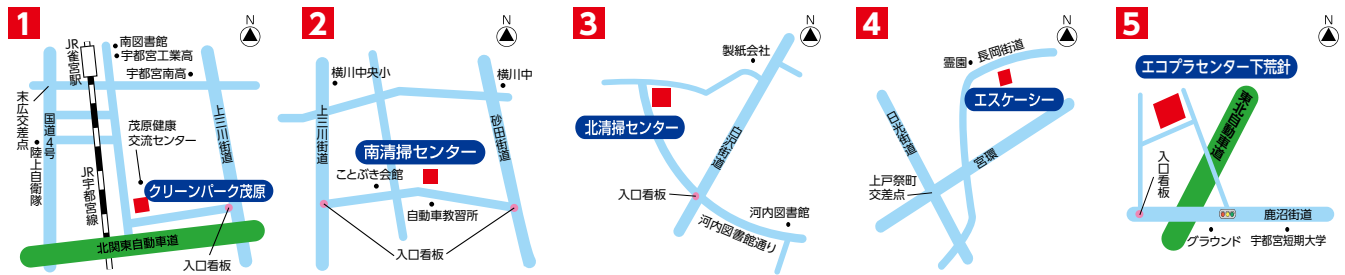 1
N
JR
雀宮駅
南図書館
宇都宮工業高
宇都宮南高
末広交差点
国道4号
陸上自衛隊
JR宇都宮線
茂原健康
交流センター
上三川街道
クリーンパーク茂原
北関東自動車道
入口看板
2
N
横川中央小
横川中
上三川街道
砂田街道
南清掃センター
ことぶき会館
自動車教習所
入口看板
3
N
製紙会社
北清掃センター
白沢街道
入口看板
河内図書館
河内図書館通り
4
N
霊園
長岡街道
エスケーシー
日光街道
宮環
上戸祭町
交差点
5
N
エコプラセンター下荒針
東北自動車道
入口看板
鹿沼街道
グラウンド
宇都宮短期大学